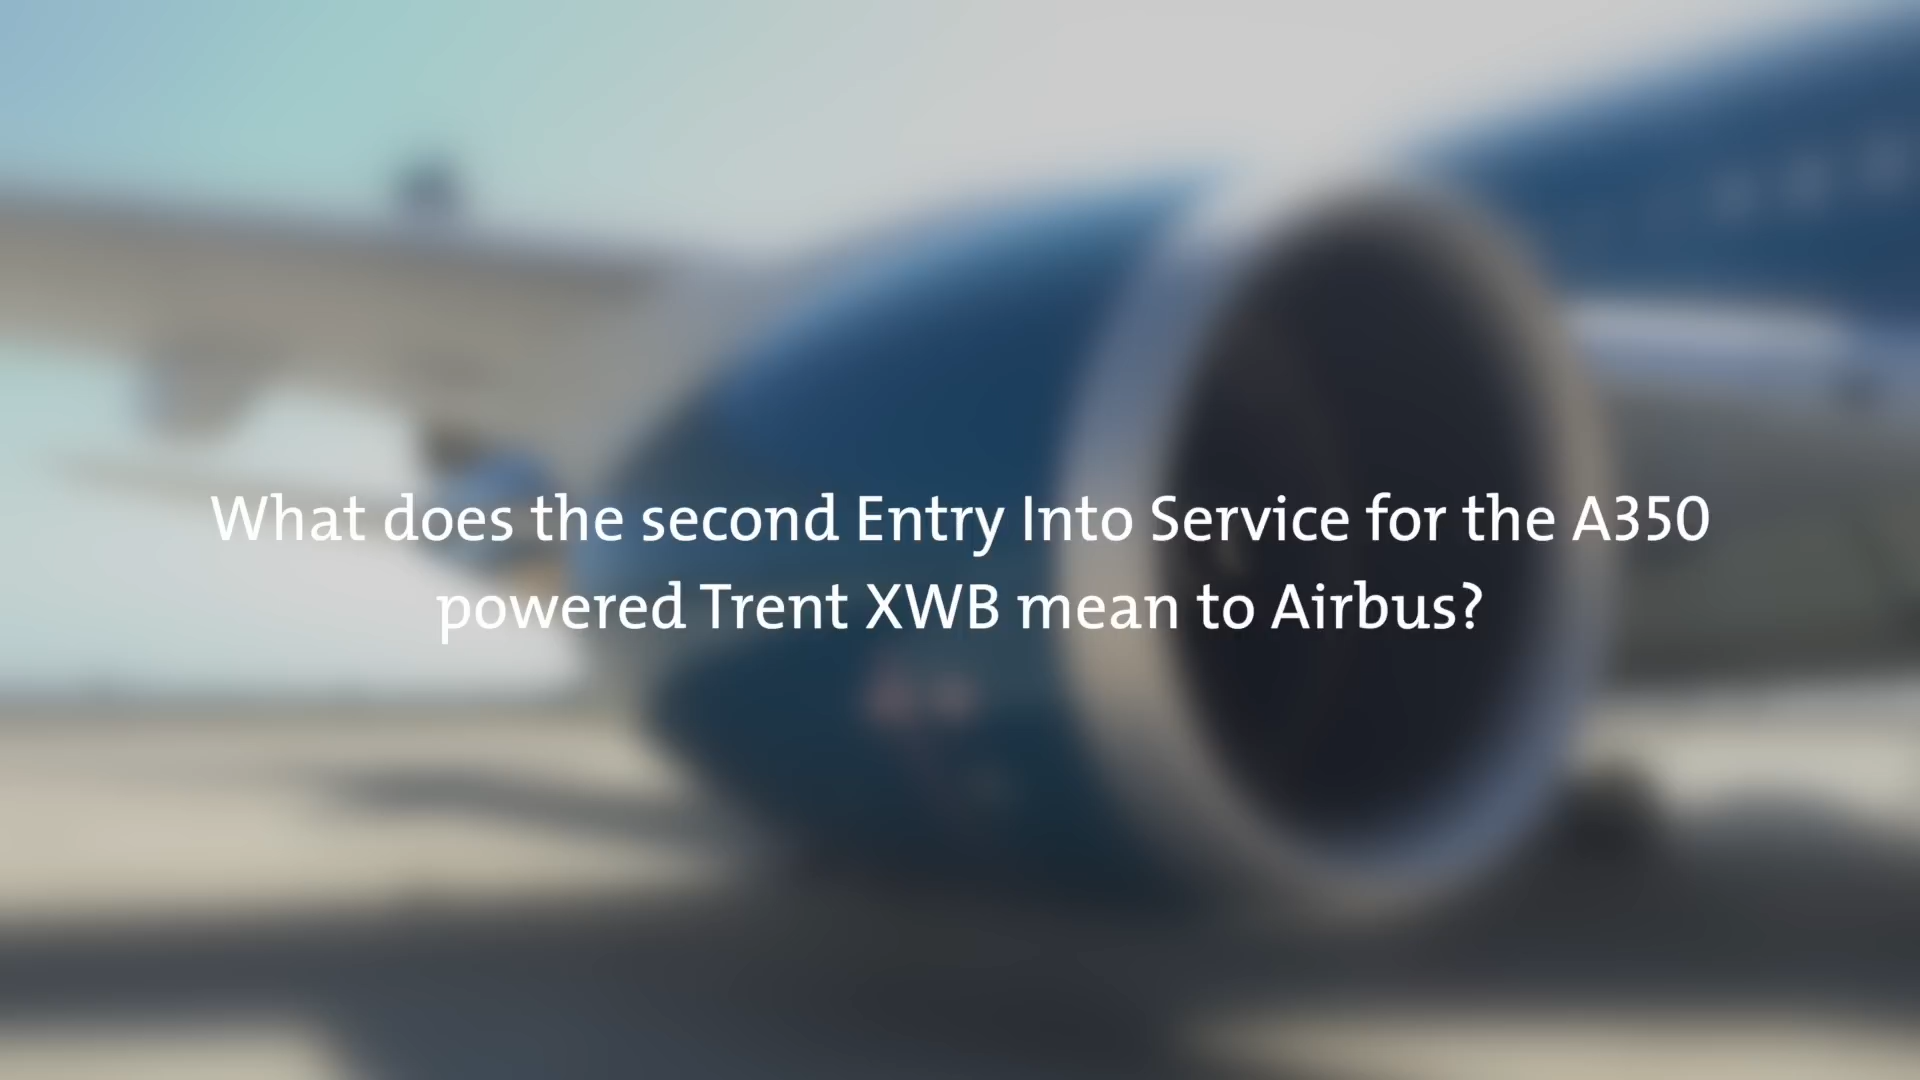 What does the second Entry Into Service for the A350
powered Trent XWB mean to Airbus?